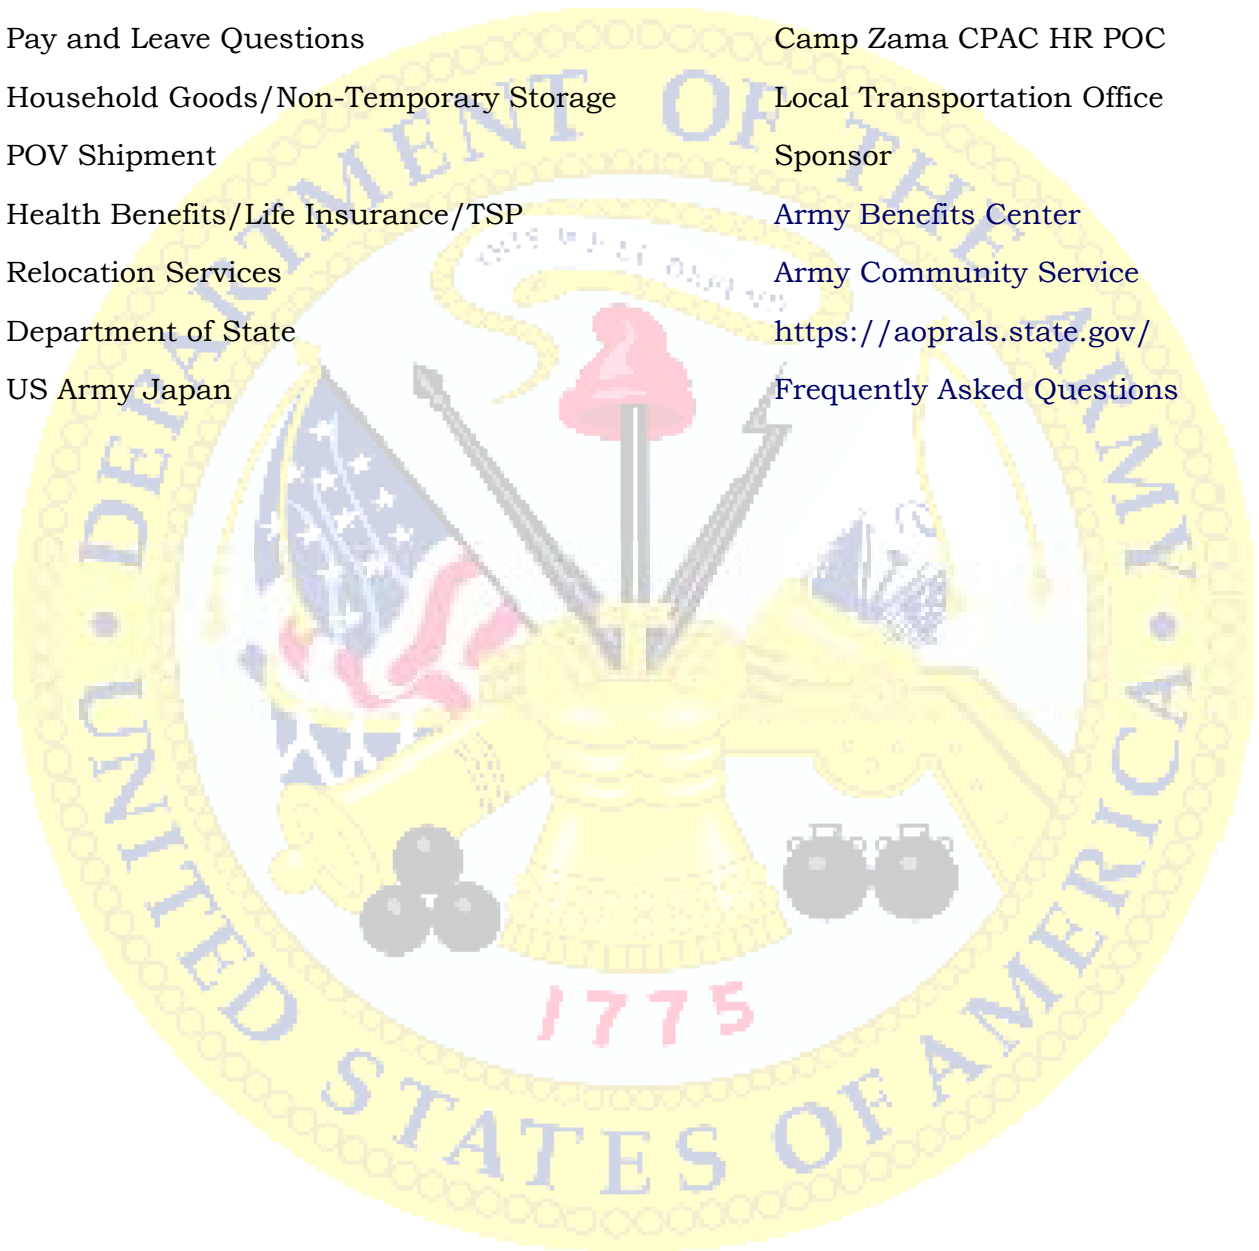 Pay and Leave Questions Camp Zama CPAC HR POC
Household Goods/Non-Temporary Storage Local Transportation Office
POV Shipment Sponsor
Health Benefits/Life Insurance/TSP Army Benefits Center
Relocation Services Army Community Service
Department of State https://aoprals.state.gov/
US Army Japan Frequently Asked Questions
DEPARTMENT OF THE ARMY
1775
UNITED STATES OF AMERICA